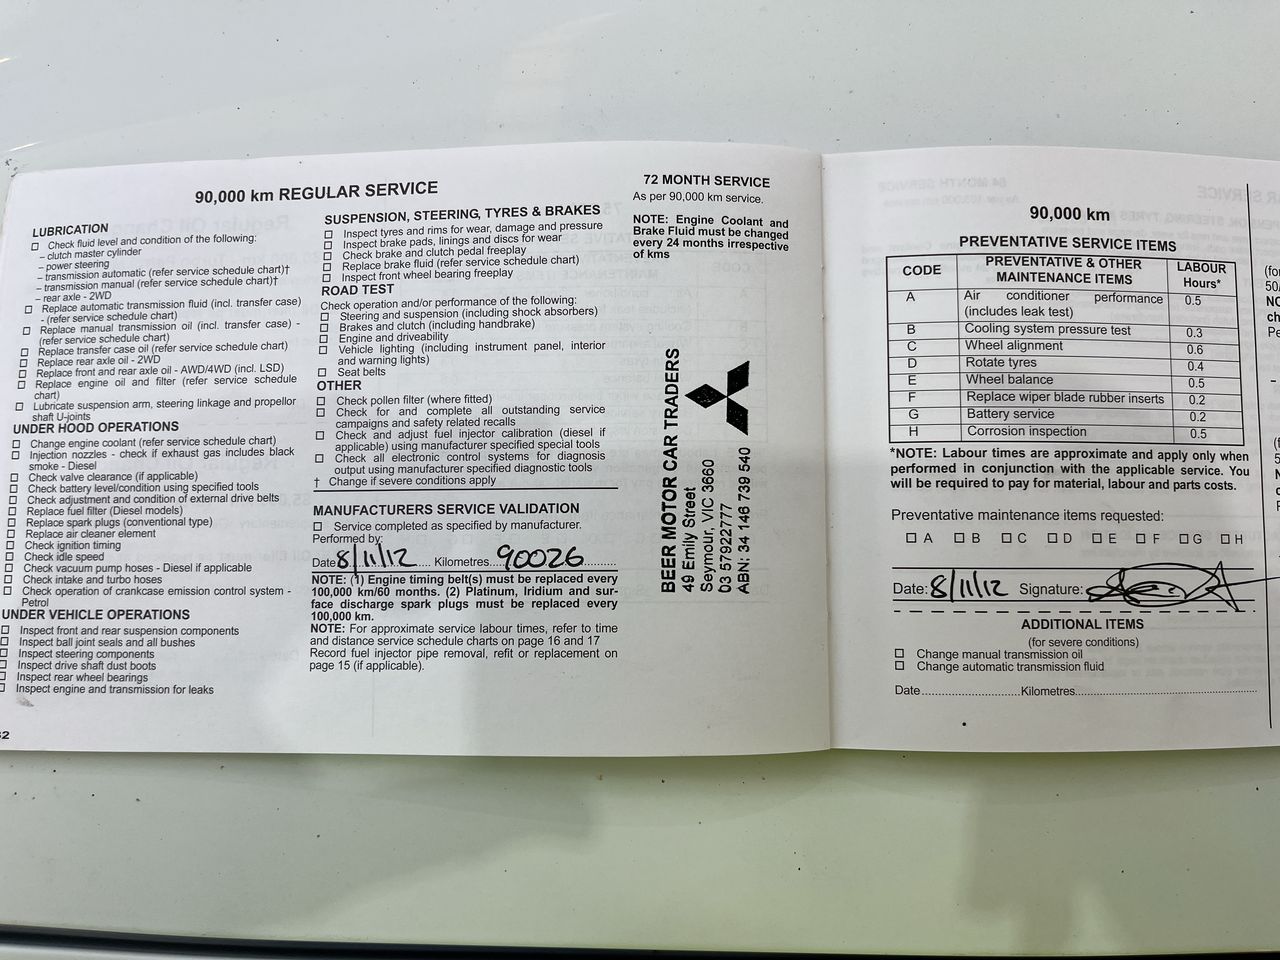 90,000 km REGULAR SERVICE
LUBRICATION
Check fluid level and condition of the following:
– clutch master cylinder
– power steering
– transmission automatic (refer service schedule chart)†
– transmission manual (refer service schedule chart)†
– rear axle - 2WD
Replace automatic transmission fluid (incl. transfer case)
- (refer service schedule chart)
Replace manual transmission oil (incl. transfer case) -
(refer service schedule chart)
Replace transfer case oil (refer service schedule chart)
Replace rear axle oil - 2WD
Replace front and rear axle oil - AWD/4WD (incl. LSD)
Replace engine oil and filter (refer service schedule
chart)
Lubricate suspension arm, steering linkage and propellor
shaft U-joints
UNDER HOOD OPERATIONS
Change engine coolant (refer service schedule chart)
Injection nozzles - check if exhaust gas includes black
smoke - Diesel
Check valve clearance (if applicable)
Check battery level/condition using specified tools
Check adjustment and condition of external drive belts
Replace fuel filter (Diesel models)
Replace spark plugs (conventional type)
Replace air cleaner element
Check ignition timing
Check idle speed
Check vacuum pump hoses - Diesel if applicable
Check intake and turbo hoses
Check operation of crankcase emission control system -
Petrol
UNDER VEHICLE OPERATIONS
Inspect front and rear suspension components
Inspect ball joint seals and all bushes
Inspect steering components
Inspect drive shaft dust boots
Inspect rear wheel bearings
Inspect engine and transmission for leaks
SUSPENSION, STEERING, TYRES & BRAKES
Inspect tyres and rims for wear, damage and pressure
Inspect brake pads, linings and discs for wear
Check brake and clutch pedal freeplay
Replace brake fluid (refer service schedule chart)
Inspect front wheel bearing freeplay
ROAD TEST
Check operation and/or performance of the following:
Steering and suspension (including shock absorbers)
Brakes and clutch (including handbrake)
Engine and driveability
Vehicle lighting (including instrument panel, interior
and warning lights)
Seat belts
OTHER
Check pollen filter (where fitted)
Check for and complete all outstanding service
campaigns and safety related recalls
Check and adjust fuel injector calibration (diesel if
applicable) using manufacturer specified special tools
Check all electronic control systems for diagnosis
output using manufacturer specified diagnostic tools
† Change if severe conditions apply
MANUFACTURERS SERVICE VALIDATION
Service completed as specified by manufacturer.
Performed by:
Date 8/11/12 Kilometres 90026
NOTE: (1) Engine timing belt(s) must be replaced every
100,000 km/60 months. (2) Platinum, Iridium and sur-
face discharge spark plugs must be replaced every
100,000 km.
NOTE: For approximate service labour times, refer to time
and distance service schedule charts on page 16 and 17
Record fuel injector pipe removal, refit or replacement on
page 15 (if applicable).
72 MONTH SERVICE
As per 90,000 km service.
NOTE: Engine Coolant and
Brake Fluid must be changed
every 24 months irrespective
of kms
BEER MOTOR CAR TRADERS
49 Emily Street
Seymour, VIC 3660
03 57922777
ABN: 34 146 739 540
90,000 km
PREVENTATIVE SERVICE ITEMS
CODE PREVENTATIVE & OTHER MAINTENANCE ITEMS LABOUR Hours*
A Air conditioner performance (includes leak test) 0.5
B Cooling system pressure test 0.3
C Wheel alignment 0.6
D Rotate tyres 0.4
E Wheel balance 0.5
F Replace wiper blade rubber inserts 0.2
G Battery service 0.2
H Corrosion inspection 0.5
*NOTE: Labour times are approximate and apply only when
performed in conjunction with the applicable service. You
will be required to pay for material, labour and parts costs.
Preventative maintenance items requested:
A B C D E F G H
Date: 8/11/12 Signature:
ADDITIONAL ITEMS
(for severe conditions)
Change manual transmission oil
Change automatic transmission fluid
Date Kilometres